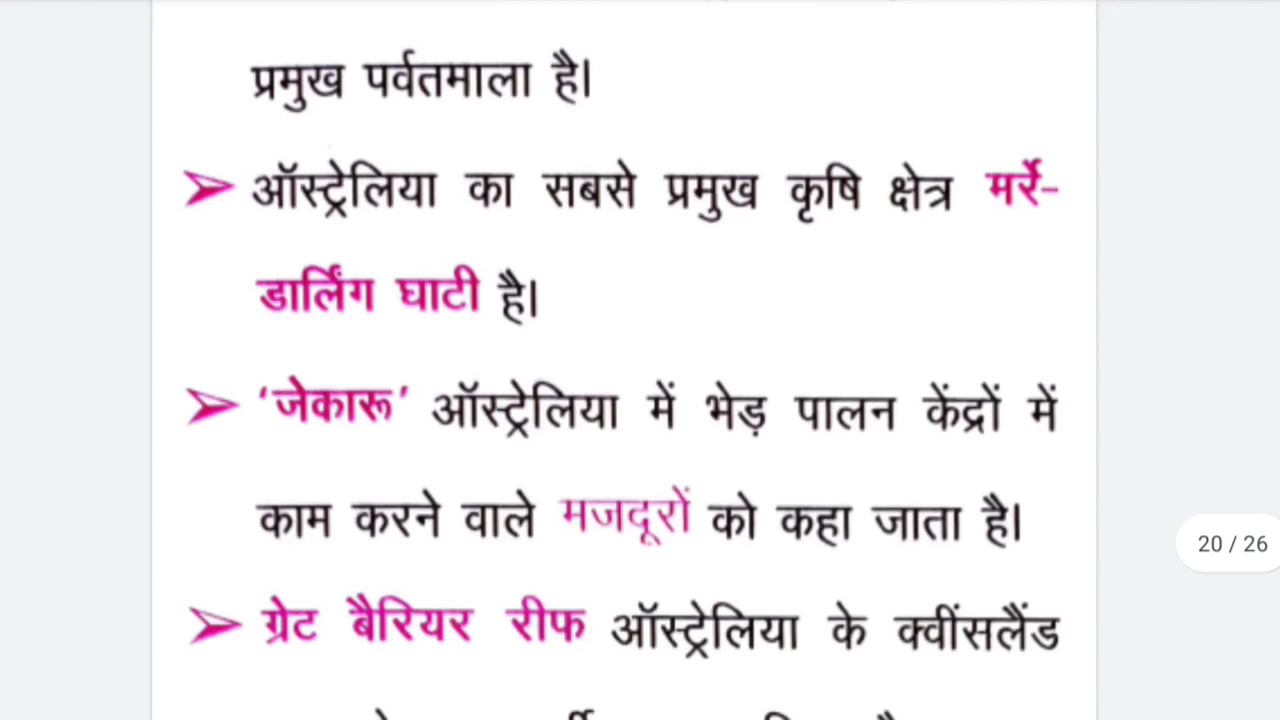 प्रमुख पर्वतमाला है।
➢ ऑस्ट्रेलिया का सबसे प्रमुख कृषि क्षेत्र मर्रे-
डार्लिंग घाटी है।
➢ ‘जेकारू’ ऑस्ट्रेलिया में भेड़ पालन केंद्रों में
काम करने वाले मजदूरों को कहा जाता है।
20 / 26
➢ ग्रेट बैरियर रीफ ऑस्ट्रेलिया के क्वींसलैंड